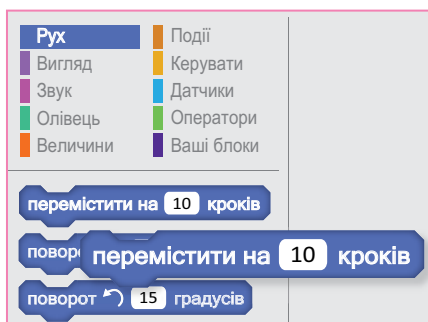 Рух
Події
Вигляд
Керувати
Звук
Датчики
Олівець
Оператори
Величини
Ваші блоки
перемістити на 10 кроків
перемістити на 10 кроків
поворот 15 градусів